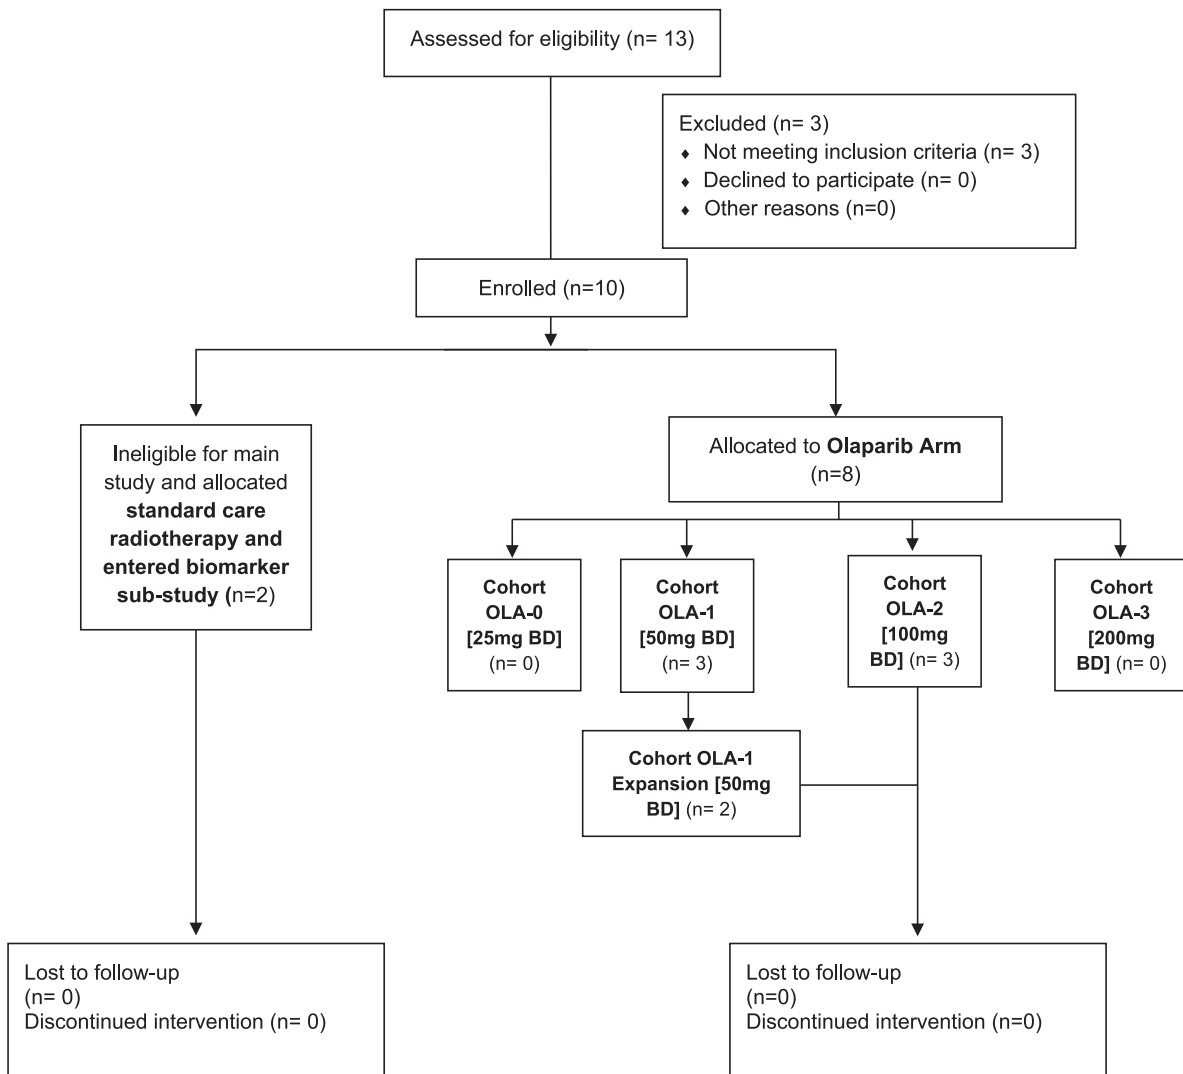 Assessed for eligibility (n= 13)
Excluded (n= 3)
♦ Not meeting inclusion criteria (n= 3)
♦ Declined to participate (n= 0)
♦ Other reasons (n=0)
Enrolled (n=10)
Ineligible for main
study and allocated
standard care
radiotherapy and
entered biomarker
sub-study (n=2)
Allocated to Olaparib Arm
(n=8)
Cohort
OLA-0
[25mg BD]
(n= 0)
Cohort
OLA-1
[50mg BD]
(n= 3)
Cohort
OLA-2
[100mg
BD] (n= 3)
Cohort
OLA-3
[200mg
BD] (n= 0)
Cohort OLA-1
Expansion [50mg
BD] (n= 2)
Lost to follow-up
(n= 0)
Discontinued intervention (n= 0)
Lost to follow-up
(n=0)
Discontinued intervention (n=0)